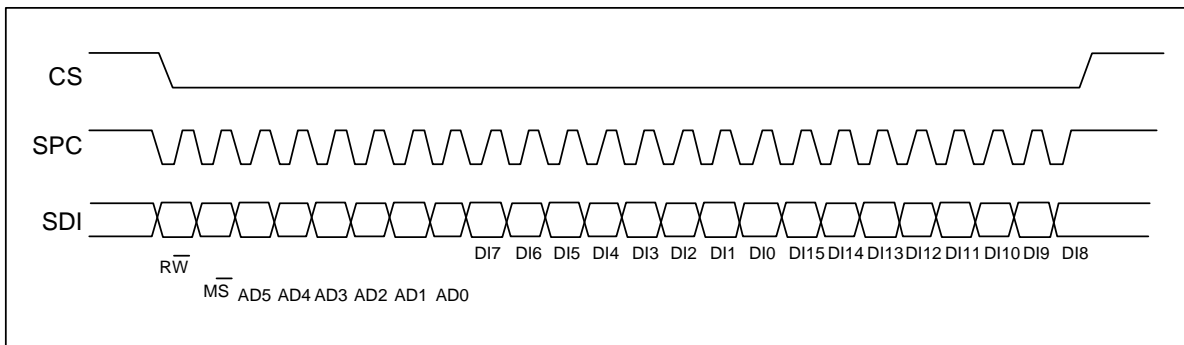 CS
SPC
SDI
DI7 DI6 DI5 DI4 DI3 DI2 DI1 DI0 DI15 DI14 DI13 DI12 DI11 DI10 DI9 DI8
RW̅
MS̅ AD5 AD4 AD3 AD2 AD1 AD0